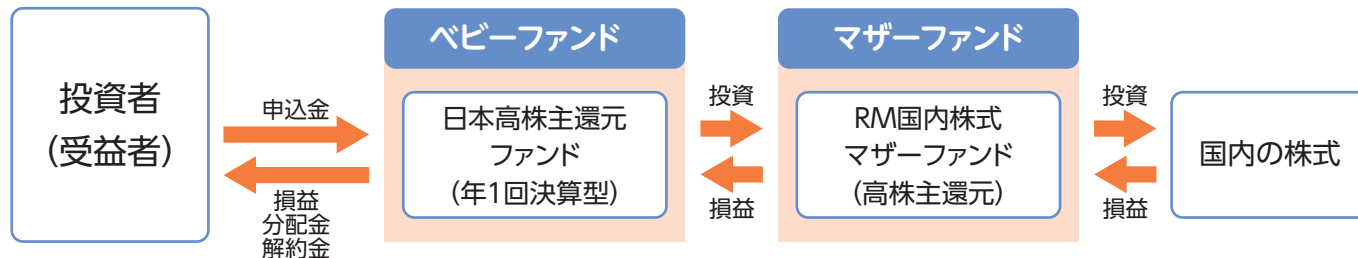 投資者
(受益者)
申込金
損益
分配金
解約金
ベビーファンド
日本高株主還元
ファンド
(年1回決算型)
投資
損益
マザーファンド
RM国内株式
マザーファンド
(高株主還元)
投資
損益
国内の株式